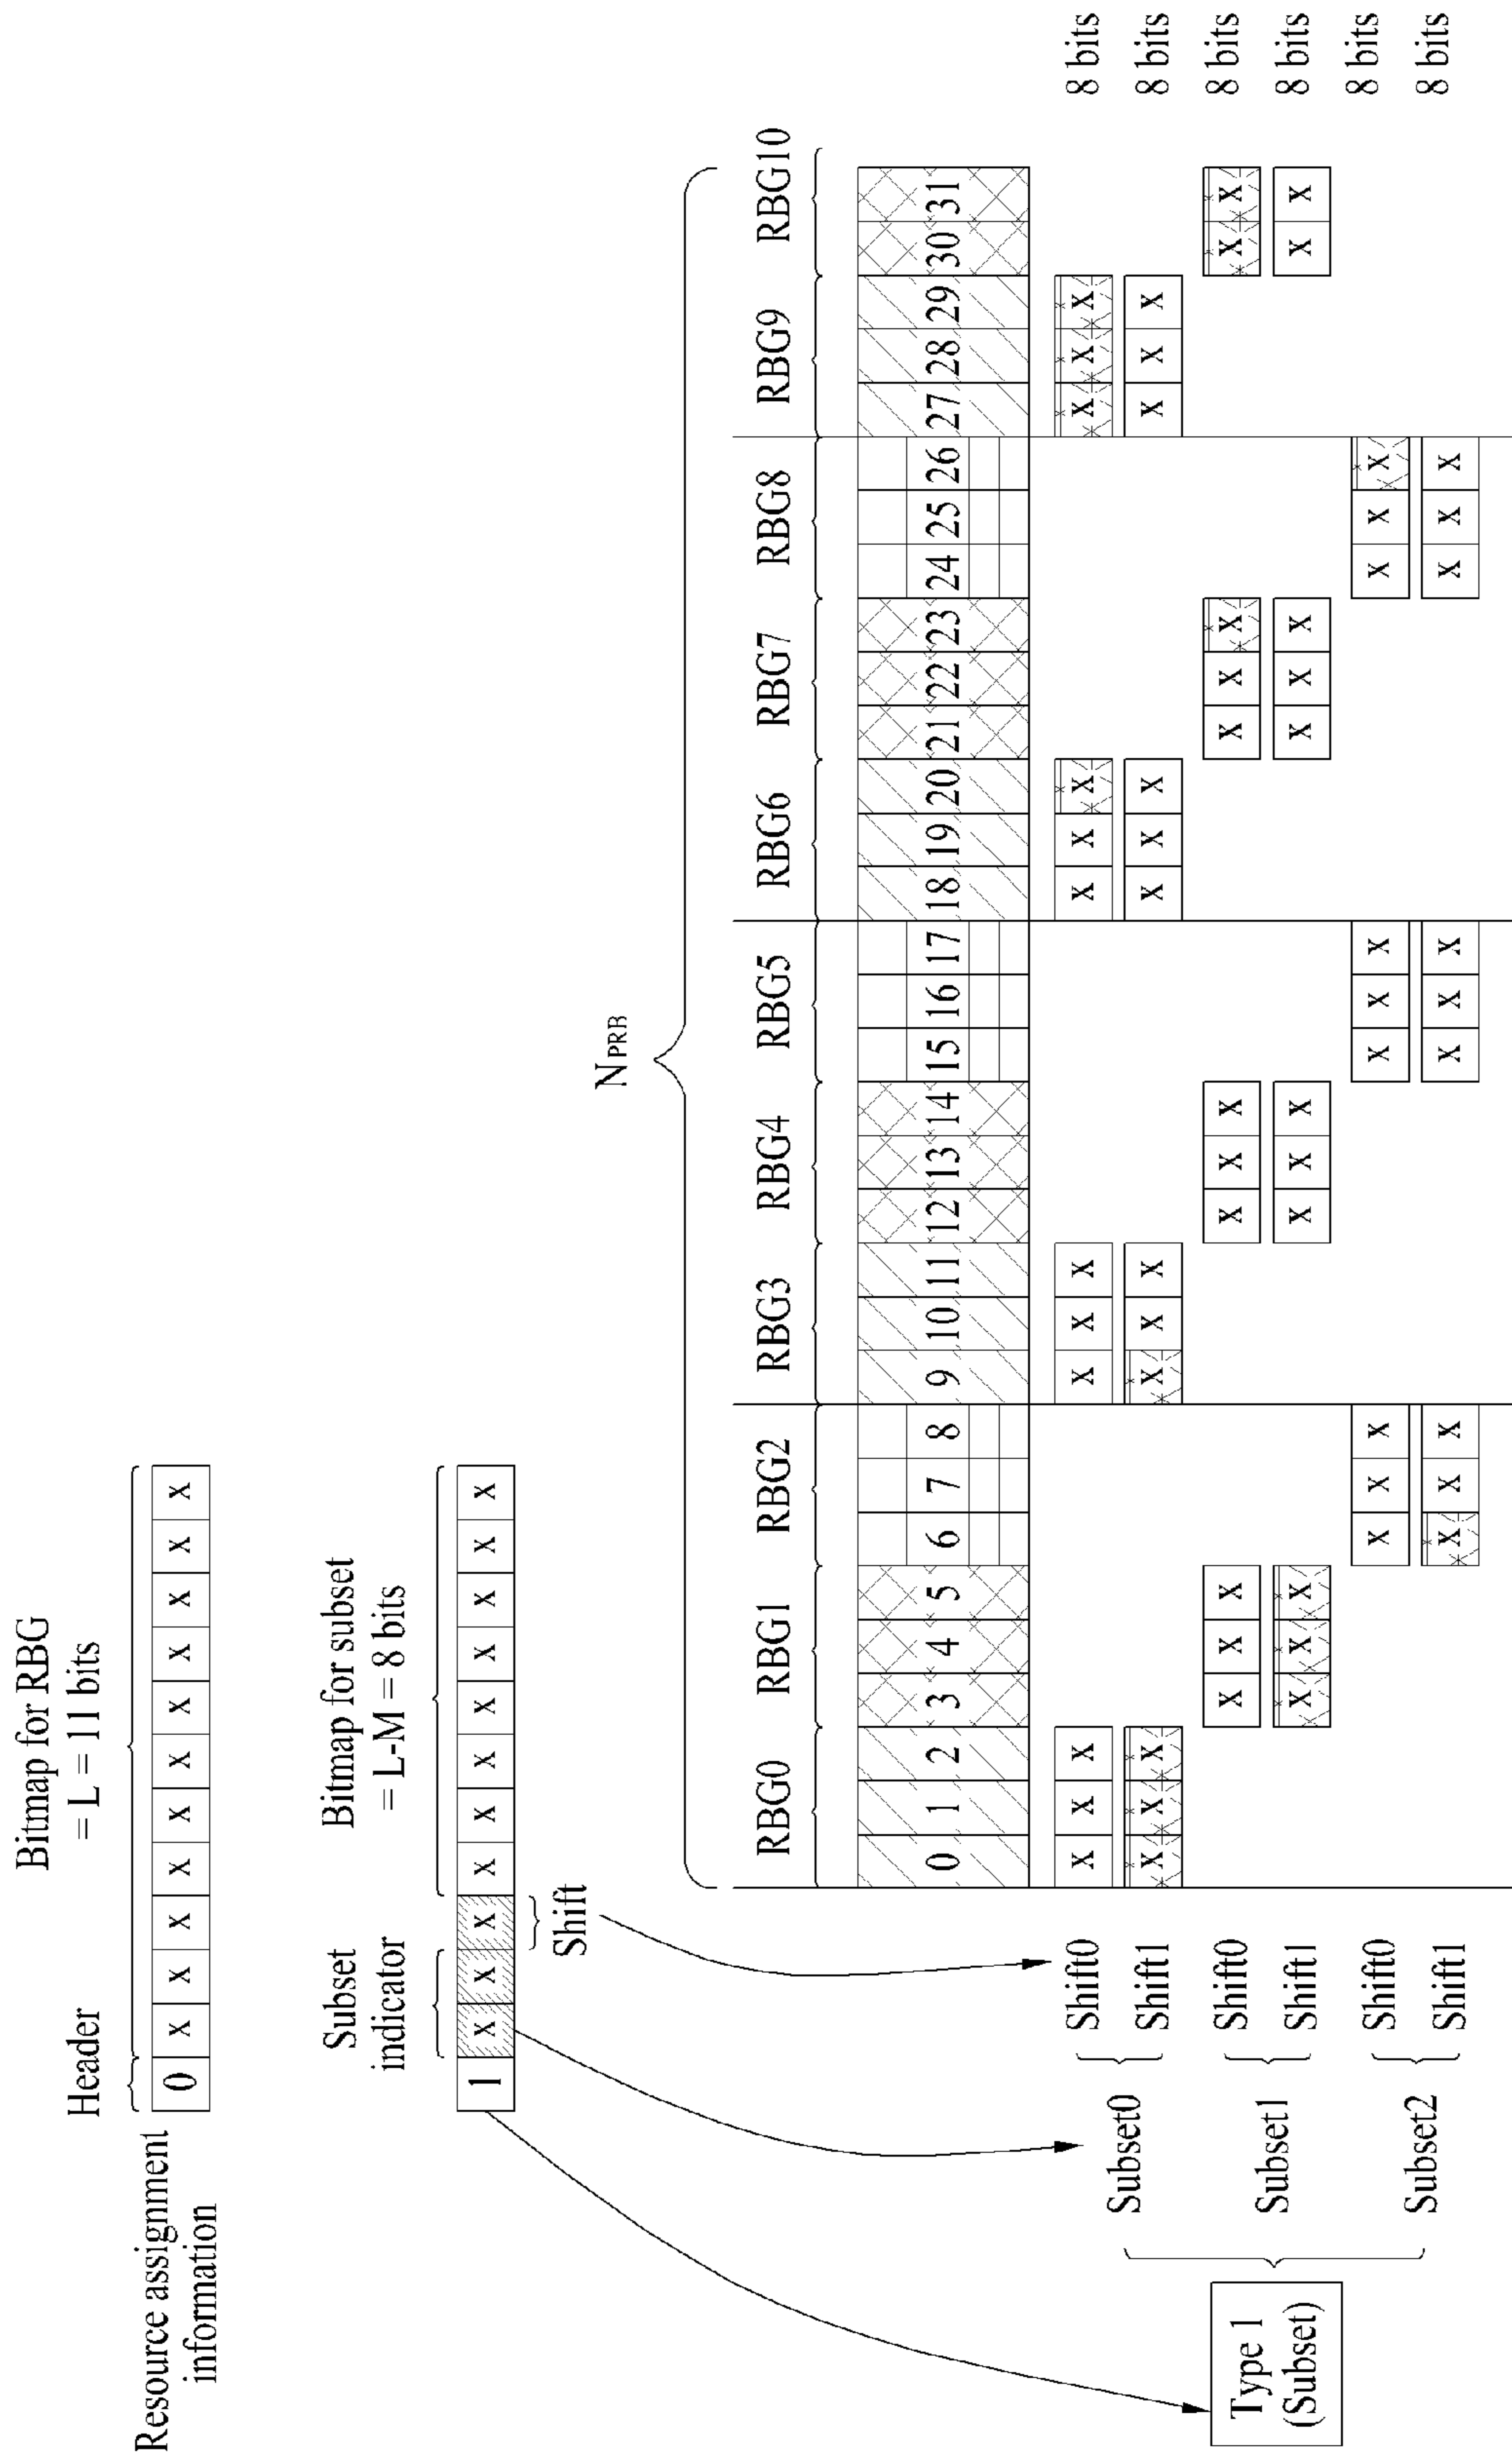 Bitmap for RBG
= L = 11 bits
Header
Resource assignment
information
0 X X X X X X X X X X X
Bitmap for subset
= L-M = 8 bits
Subset
indicator
1 X X X X X X X X X X X
Shift
NPRB
RBG0 RBG1 RBG2 RBG3 RBG4 RBG5 RBG6 RBG7 RBG8 RBG9 RBG10
0 1 2 3 4 5 6 7 8 9 10 11 12 13 14 15 16 17 18 19 20 21 22 23 24 25 26 27 28 29 30 31
Type 1
(Subset)
Subset0
Shift0 X X X X X X X X X X X X 8 bits
Shift1 X X X X X X X X X X X X 8 bits
Subset1
Shift0 X X X X X X X X X X X 8 bits
Shift1 X X X X X X X X X X X 8 bits
Subset2
Shift0 X X X X X X X X X 8 bits
Shift1 X X X X X X X X X 8 bits